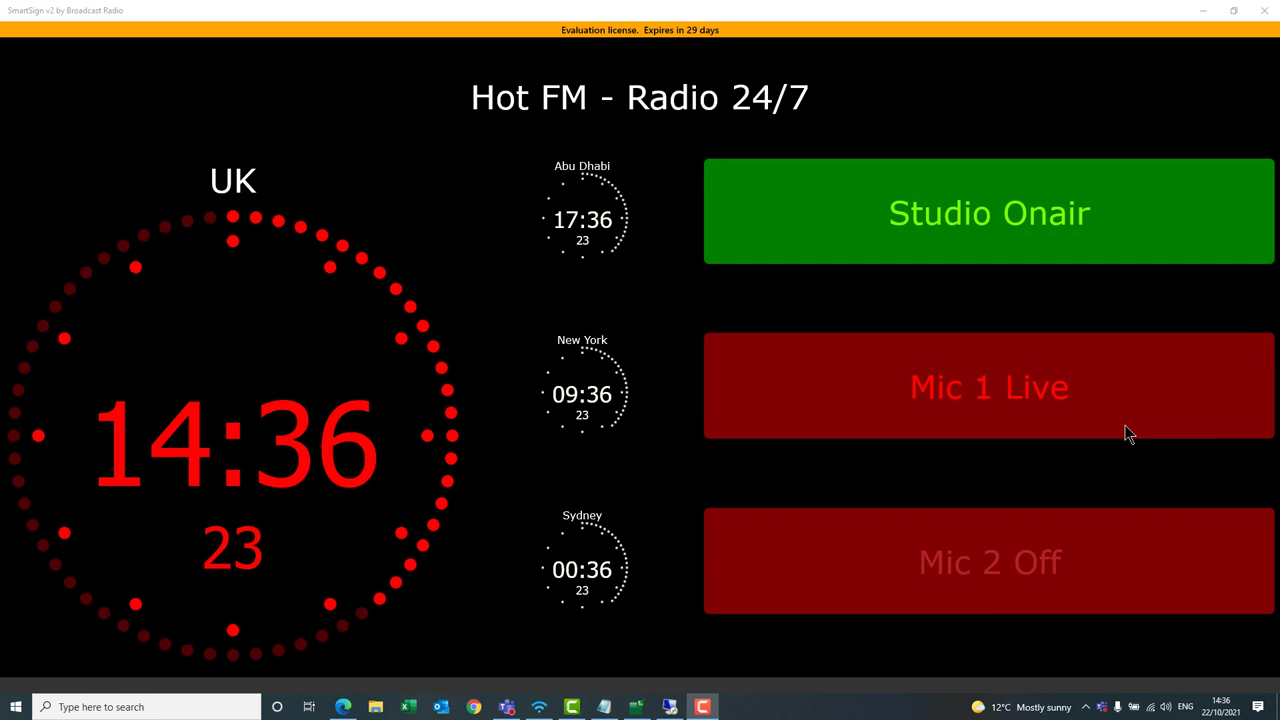 SmartSign v2 by Broadcast Radio
Evaluation license. Expires in 29 days
Hot FM - Radio 24/7
UK
14:36
23
Abu Dhabi
17:36
23
New York
09:36
23
Sydney
00:36
23
Studio Onair
Mic 1 Live
Mic 2 Off
Type here to search
12°C Mostly sunny
ENG
14:36
22/10/2021